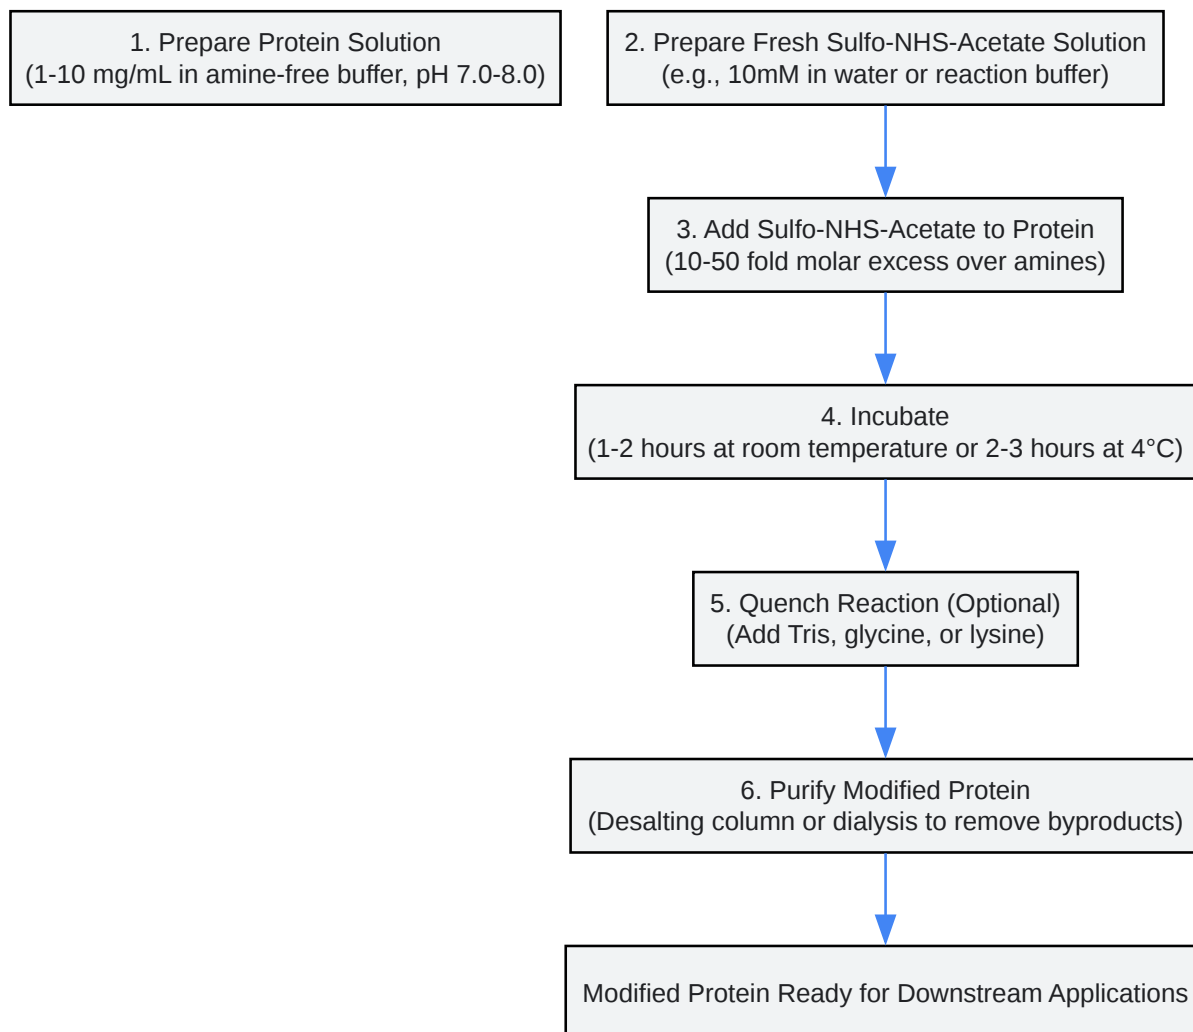 1. Prepare Protein Solution
(1-10 mg/mL in amine-free buffer, pH 7.0-8.0)
2. Prepare Fresh Sulfo-NHS-Acetate Solution
(e.g., 10mM in water or reaction buffer)
3. Add Sulfo-NHS-Acetate to Protein
(10-50 fold molar excess over amines)
4. Incubate
(1-2 hours at room temperature or 2-3 hours at 4°C)
5. Quench Reaction (Optional)
(Add Tris, glycine, or lysine)
6. Purify Modified Protein
(Desalting column or dialysis to remove byproducts)
Modified Protein Ready for Downstream Applications